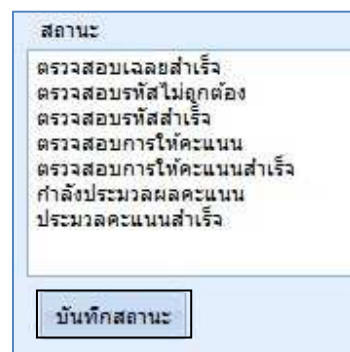 สถานะ
ตรวจสอบเฉลยสำเร็จ
ตรวจสอบรหัสไม่ถูกต้อง
ตรวจสอบรหัสสำเร็จ
ตรวจสอบการให้คะแนน
ตรวจสอบการให้คะแนนสำเร็จ
กำลังประมวลผลคะแนน
ประมวลคะแนนสำเร็จ
บันทึกสถานะ